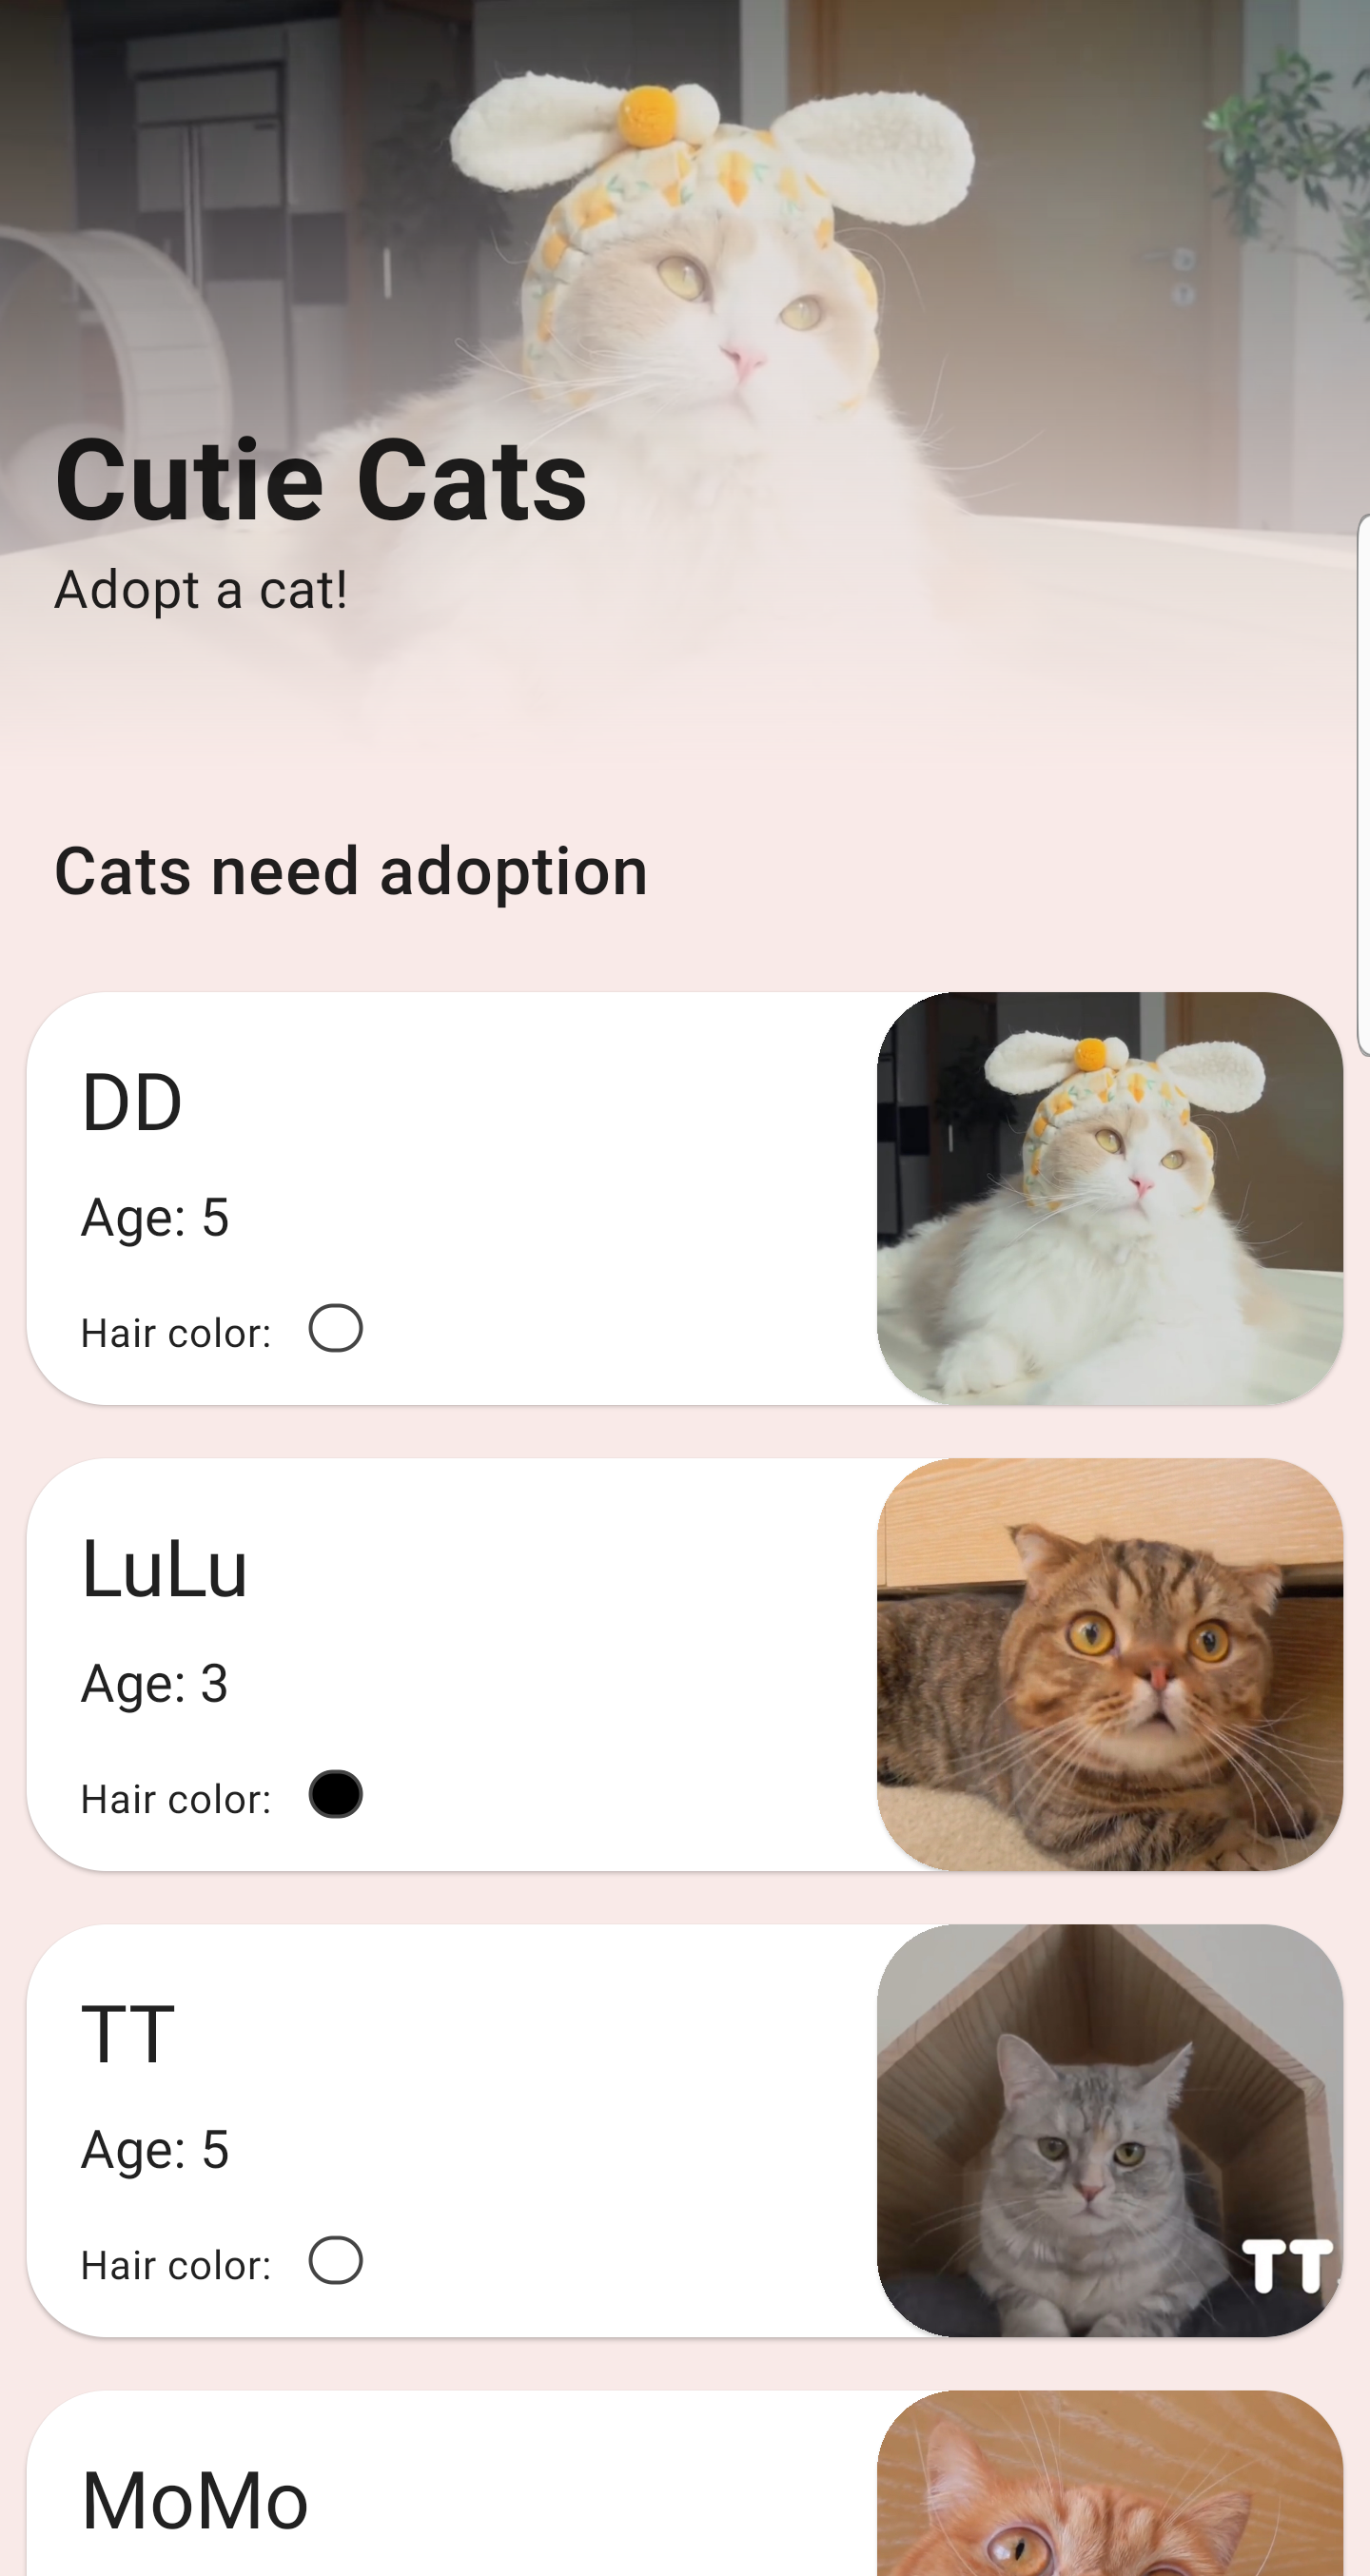 Cutie Cats
Adopt a cat!
Cats need adoption
DD
Age: 5
Hair color:
LuLu
Age: 3
Hair color:
TT
Age: 5
Hair color:
TT
MoMo